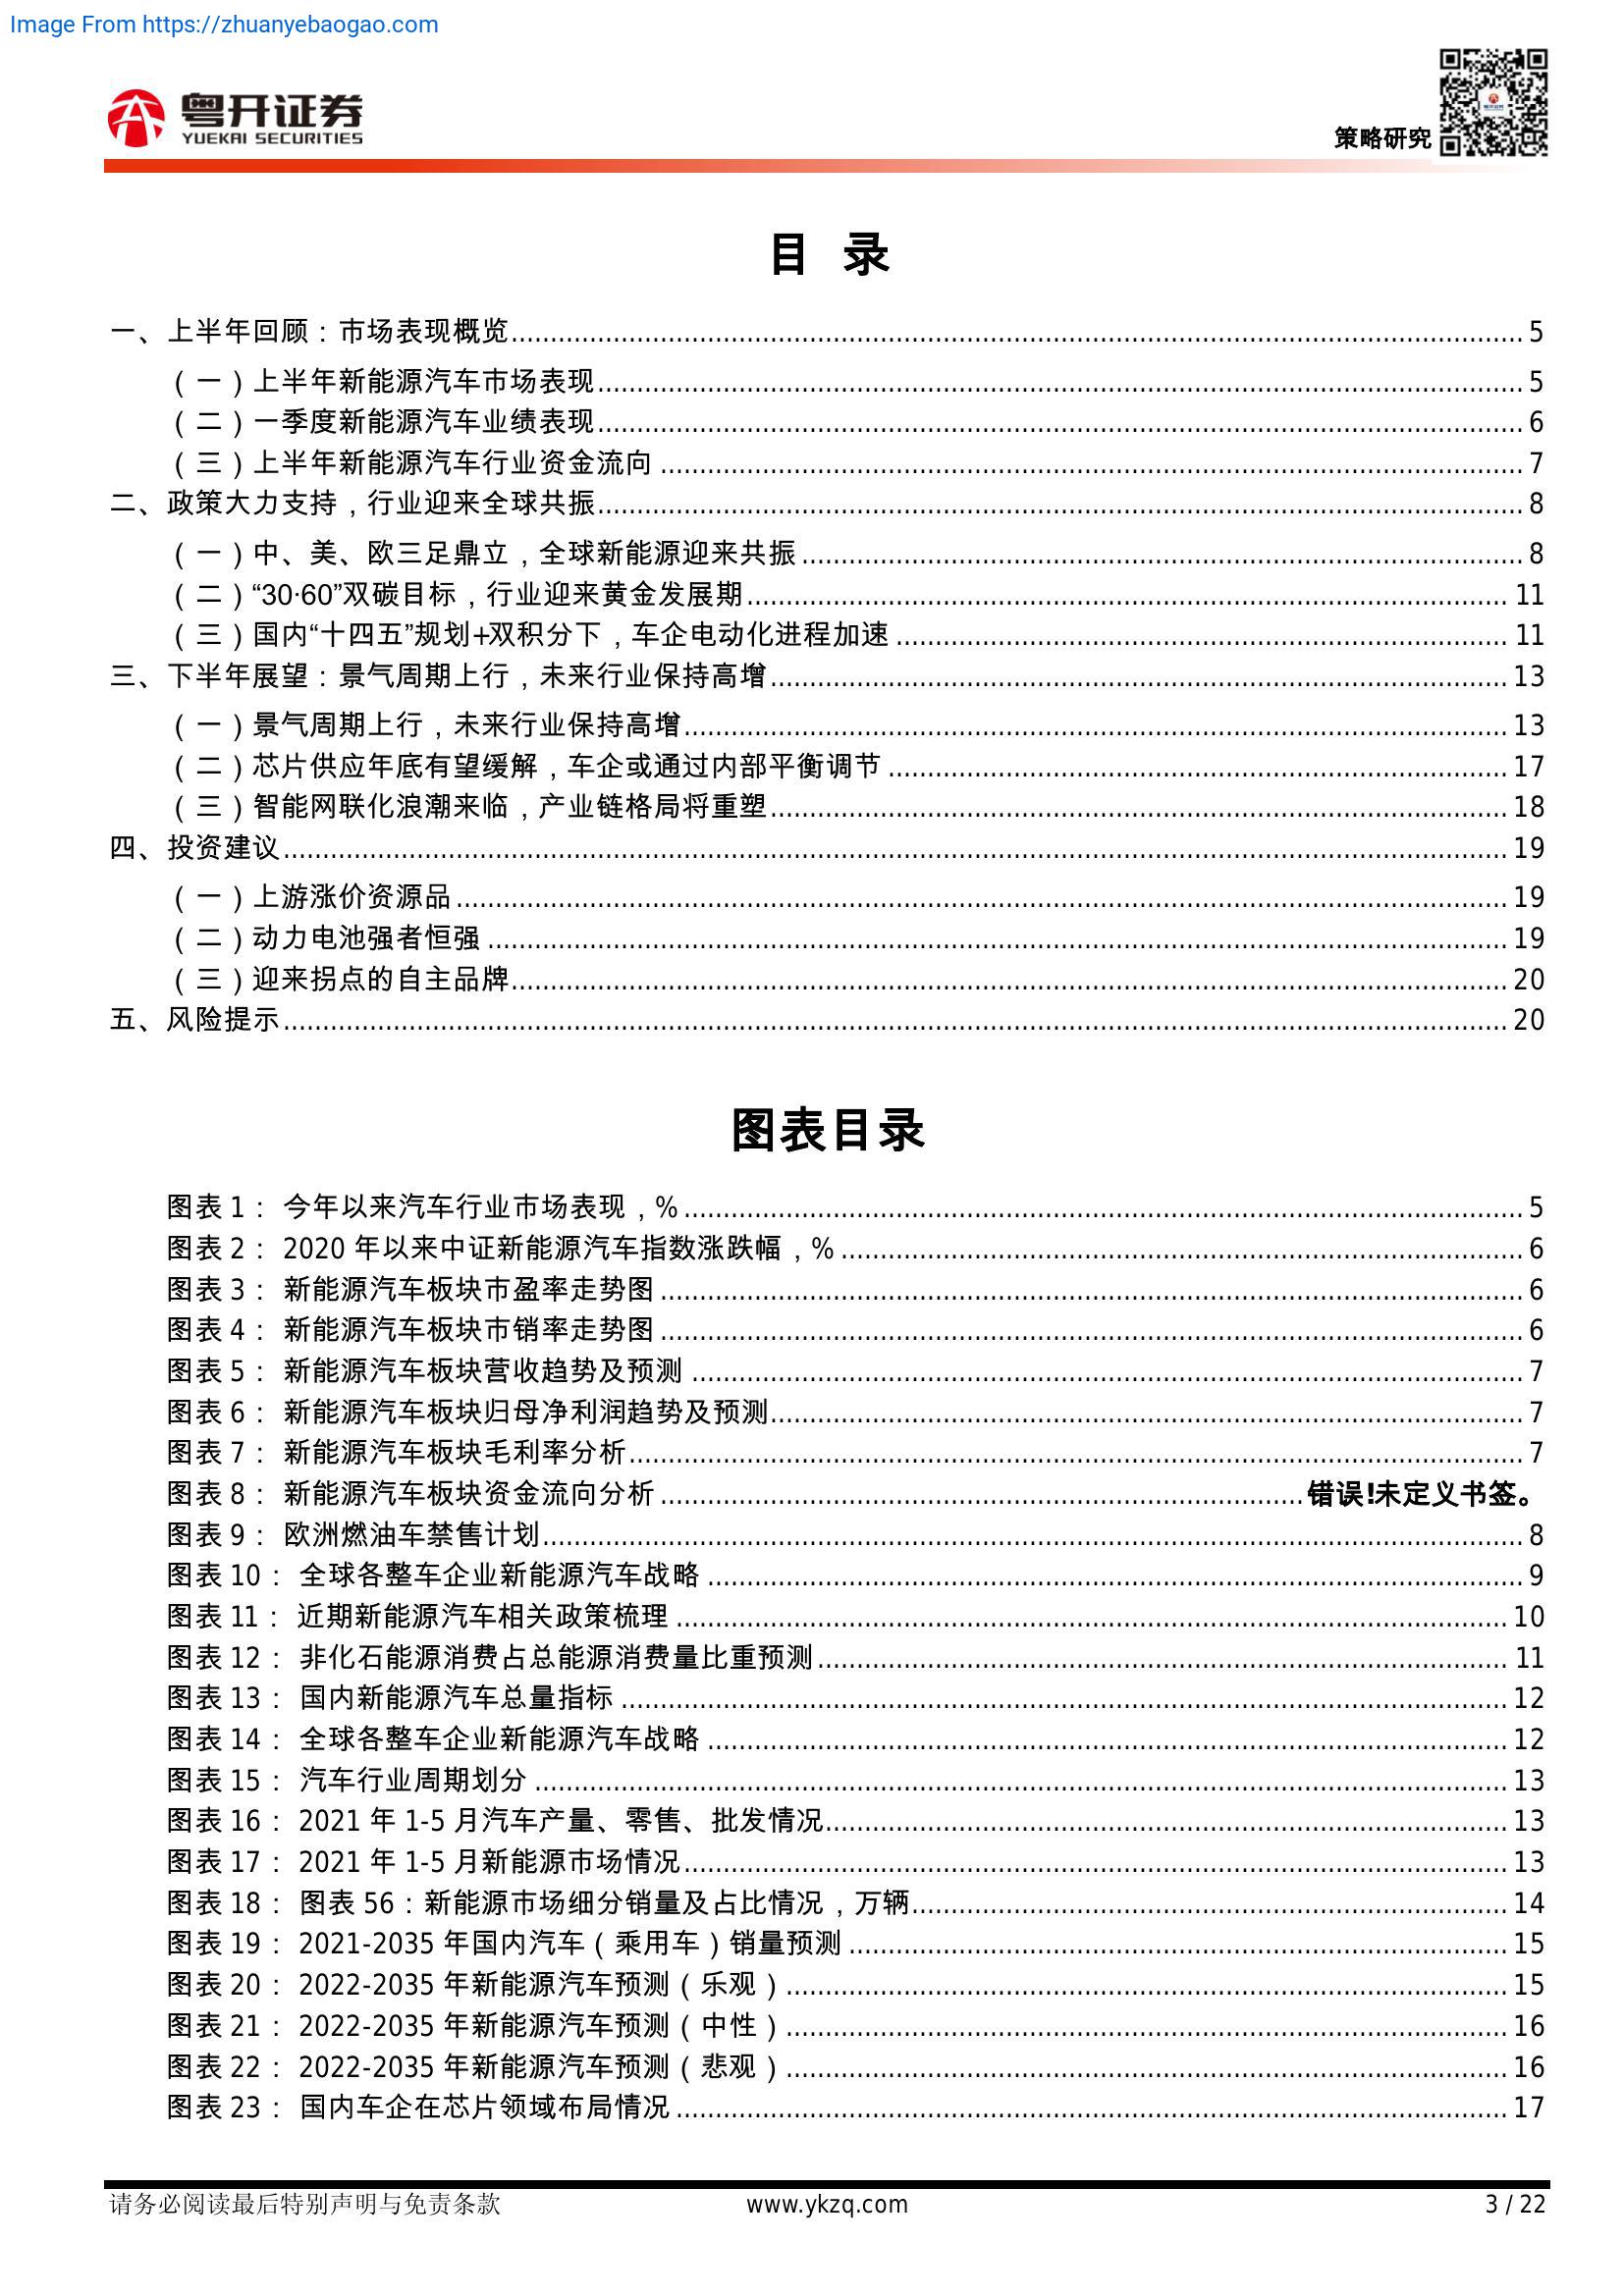 Image From https://zhuanyebaogao.com
粤开证券
YUEKAI SECURITIES
策略研究
目 录
一、上半年回顾：市场表现概览 5
（一）上半年新能源汽车市场表现 5
（二）一季度新能源汽车业绩表现 6
（三）上半年新能源汽车行业资金流向 7
二、政策大力支持，行业迎来全球共振 8
（一）中、美、欧三足鼎立，全球新能源迎来共振 8
（二）“30·60”双碳目标，行业迎来黄金发展期 11
（三）国内“十四五”规划+双积分下，车企电动化进程加速 11
三、下半年展望：景气周期上行，未来行业保持高增 13
（一）景气周期上行，未来行业保持高增 13
（二）芯片供应年底有望缓解，车企或通过内部平衡调节 17
（三）智能网联化浪潮来临，产业链格局将重塑 18
四、投资建议 19
（一）上游涨价资源品 19
（二）动力电池强者恒强 19
（三）迎来拐点的自主品牌 20
五、风险提示 20
图表目录
图表 1： 今年以来汽车行业市场表现，% 5
图表 2： 2020 年以来中证新能源汽车指数涨跌幅，% 6
图表 3： 新能源汽车板块市盈率走势图 6
图表 4： 新能源汽车板块市销率走势图 6
图表 5： 新能源汽车板块营收趋势及预测 7
图表 6： 新能源汽车板块归母净利润趋势及预测 7
图表 7： 新能源汽车板块毛利率分析 7
图表 8： 新能源汽车板块资金流向分析 错误!未定义书签。
图表 9： 欧洲燃油车禁售计划 8
图表 10： 全球各整车企业新能源汽车战略 9
图表 11： 近期新能源汽车相关政策梳理 10
图表 12： 非化石能源消费占总能源消费量比重预测 11
图表 13： 国内新能源汽车总量指标 12
图表 14： 全球各整车企业新能源汽车战略 12
图表 15： 汽车行业周期划分 13
图表 16： 2021 年 1-5 月汽车产量、零售、批发情况 13
图表 17： 2021 年 1-5 月新能源市场情况 13
图表 18： 图表 56：新能源市场细分销量及占比情况，万辆 14
图表 19： 2021-2035 年国内汽车（乘用车）销量预测 15
图表 20： 2022-2035 年新能源汽车预测（乐观） 15
图表 21： 2022-2035 年新能源汽车预测（中性） 16
图表 22： 2022-2035 年新能源汽车预测（悲观） 16
图表 23： 国内车企在芯片领域布局情况 17
请务必阅读最后特别声明与免责条款 www.ykzq.com 3 / 22